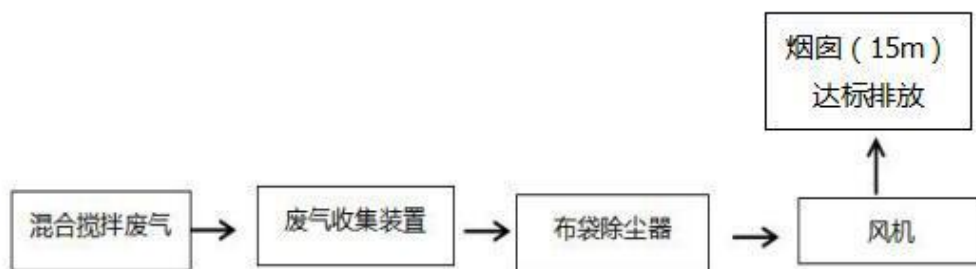 烟囱（15m）
达标排放
混合搅拌废气
废气收集装置
布袋除尘器
风机